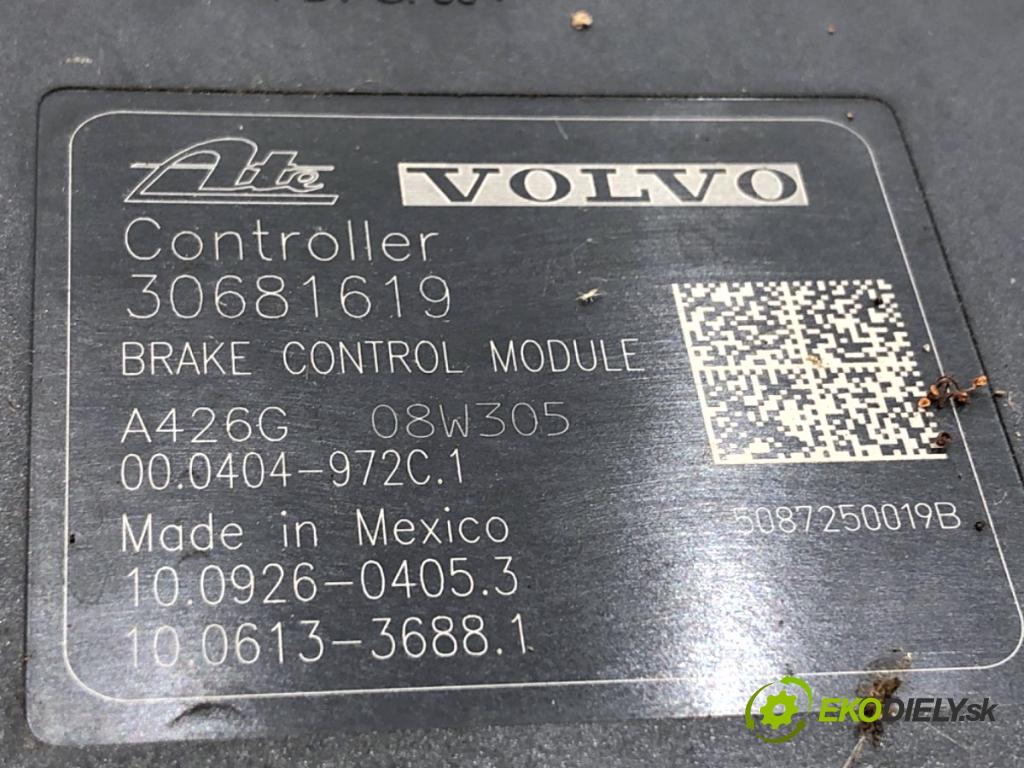 Ate VOLVO
Controller
30681619
BRAKE CONTROL MODULE
A426G 08W305
00.0404-972C.1
Made in Mexico
10.0926-0405.3
10.0613-3688.1
5087250019B
EKODIELY.sk